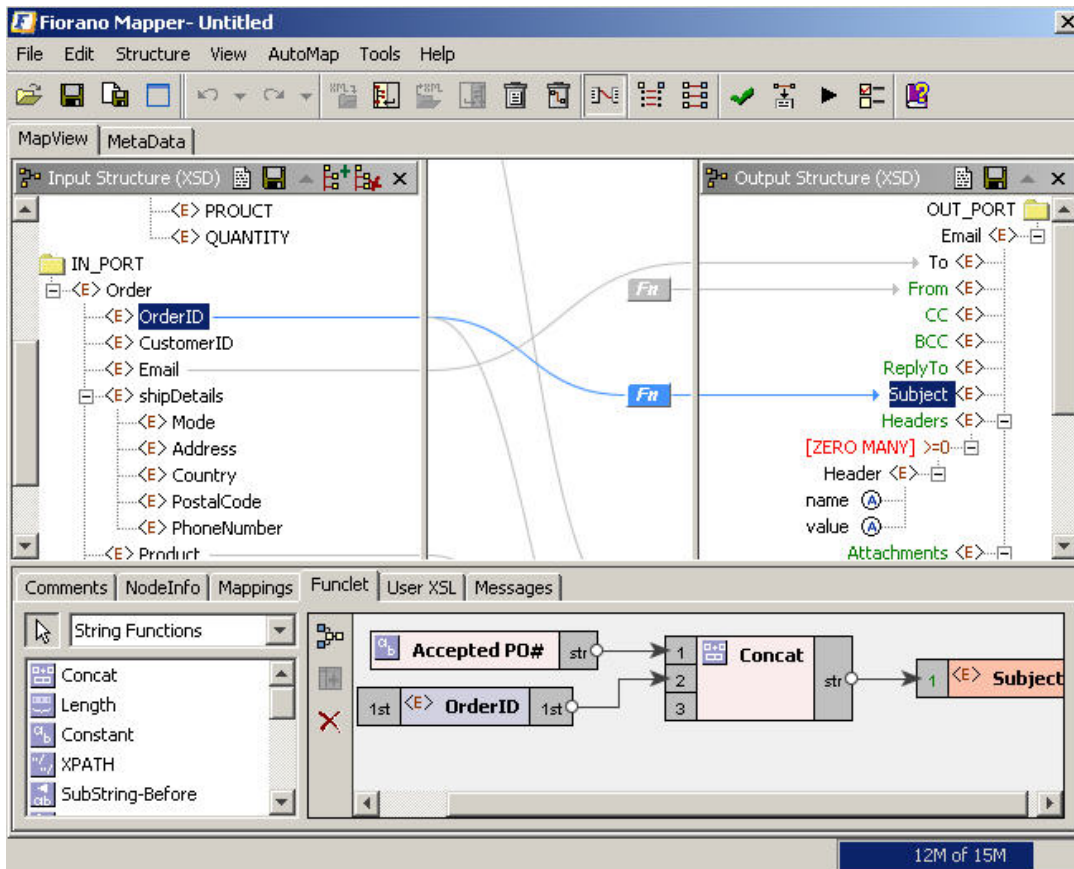 Fiorano Mapper- Untitled
File Edit Structure View AutoMap Tools Help
MapView MetaData
Input Structure (XSD)
<E> PROUCT
<E> QUANTITY
IN_PORT
<E> Order
<E> OrderID
<E> CustomerID
<E> Email
<E> shipDetails
<E> Mode
<E> Address
<E> Country
<E> PostalCode
<E> PhoneNumber
<E> Product
Fn
Fn
Output Structure (XSD)
OUT_PORT
Email <E>
To <E>
From <E>
CC <E>
BCC <E>
ReplyTo <E>
Subject <E>
Headers <E>
[ZERO MANY] >=0
Header <E>
name A
value A
Attachments <E>
Comments NodeInfo Mappings Funclet User XSL Messages
String Functions
Concat
Length
Constant
XPATH
SubString-Before
Accepted PO# str
1st <E> OrderID 1st
1 Concat
2
3
str
1 <E> Subject
12M of 15M